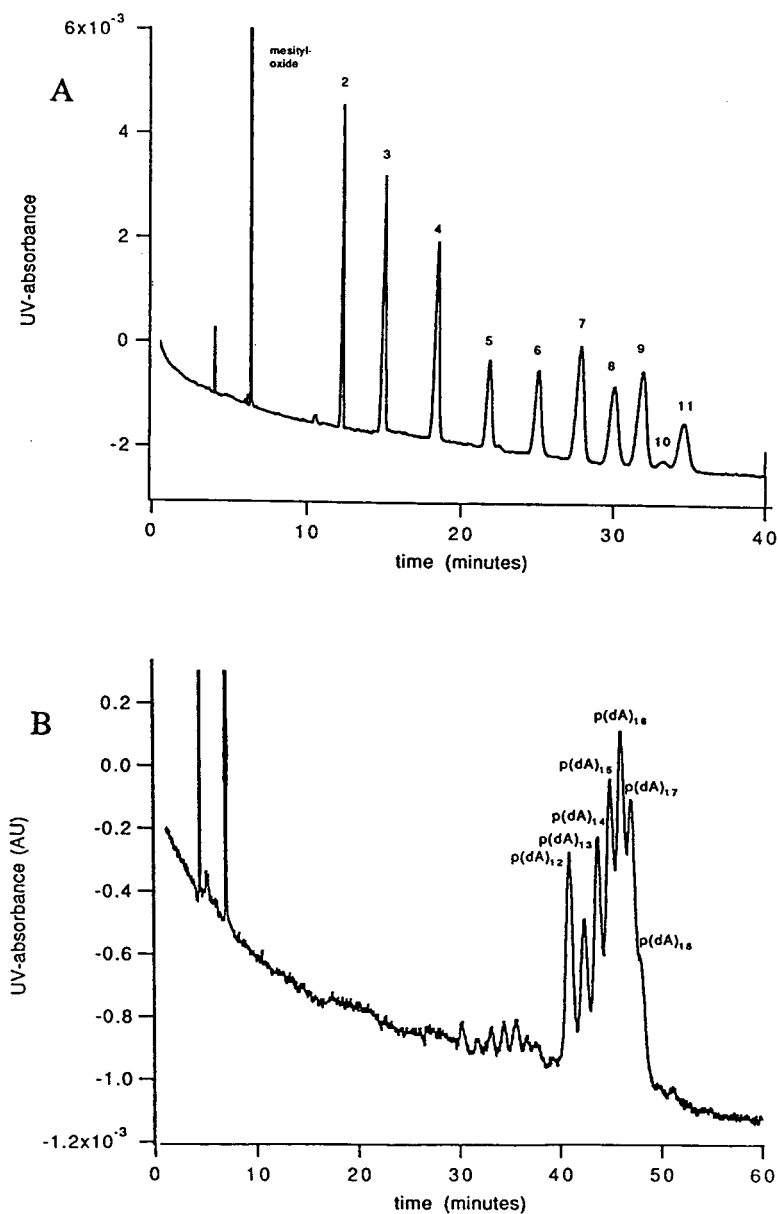 A
6x10⁻³
4
2
0
-2
UV-absorbance
mesityl-
oxide
2
3
4
5
6
7
8
9
10
11
0
10
20
30
40
time (minutes)
B
0.2
0.0
-0.2
-0.4
-0.6
-0.8
-1.0
-1.2x10⁻³
UV-absorbance (AU)
p(dA)₁₆
p(dA)₁₅
p(dA)₁₇
p(dA)₁₄
p(dA)₁₃
p(dA)₁₂
p(dA)₁₈
0
10
20
30
40
50
60
time (minutes)